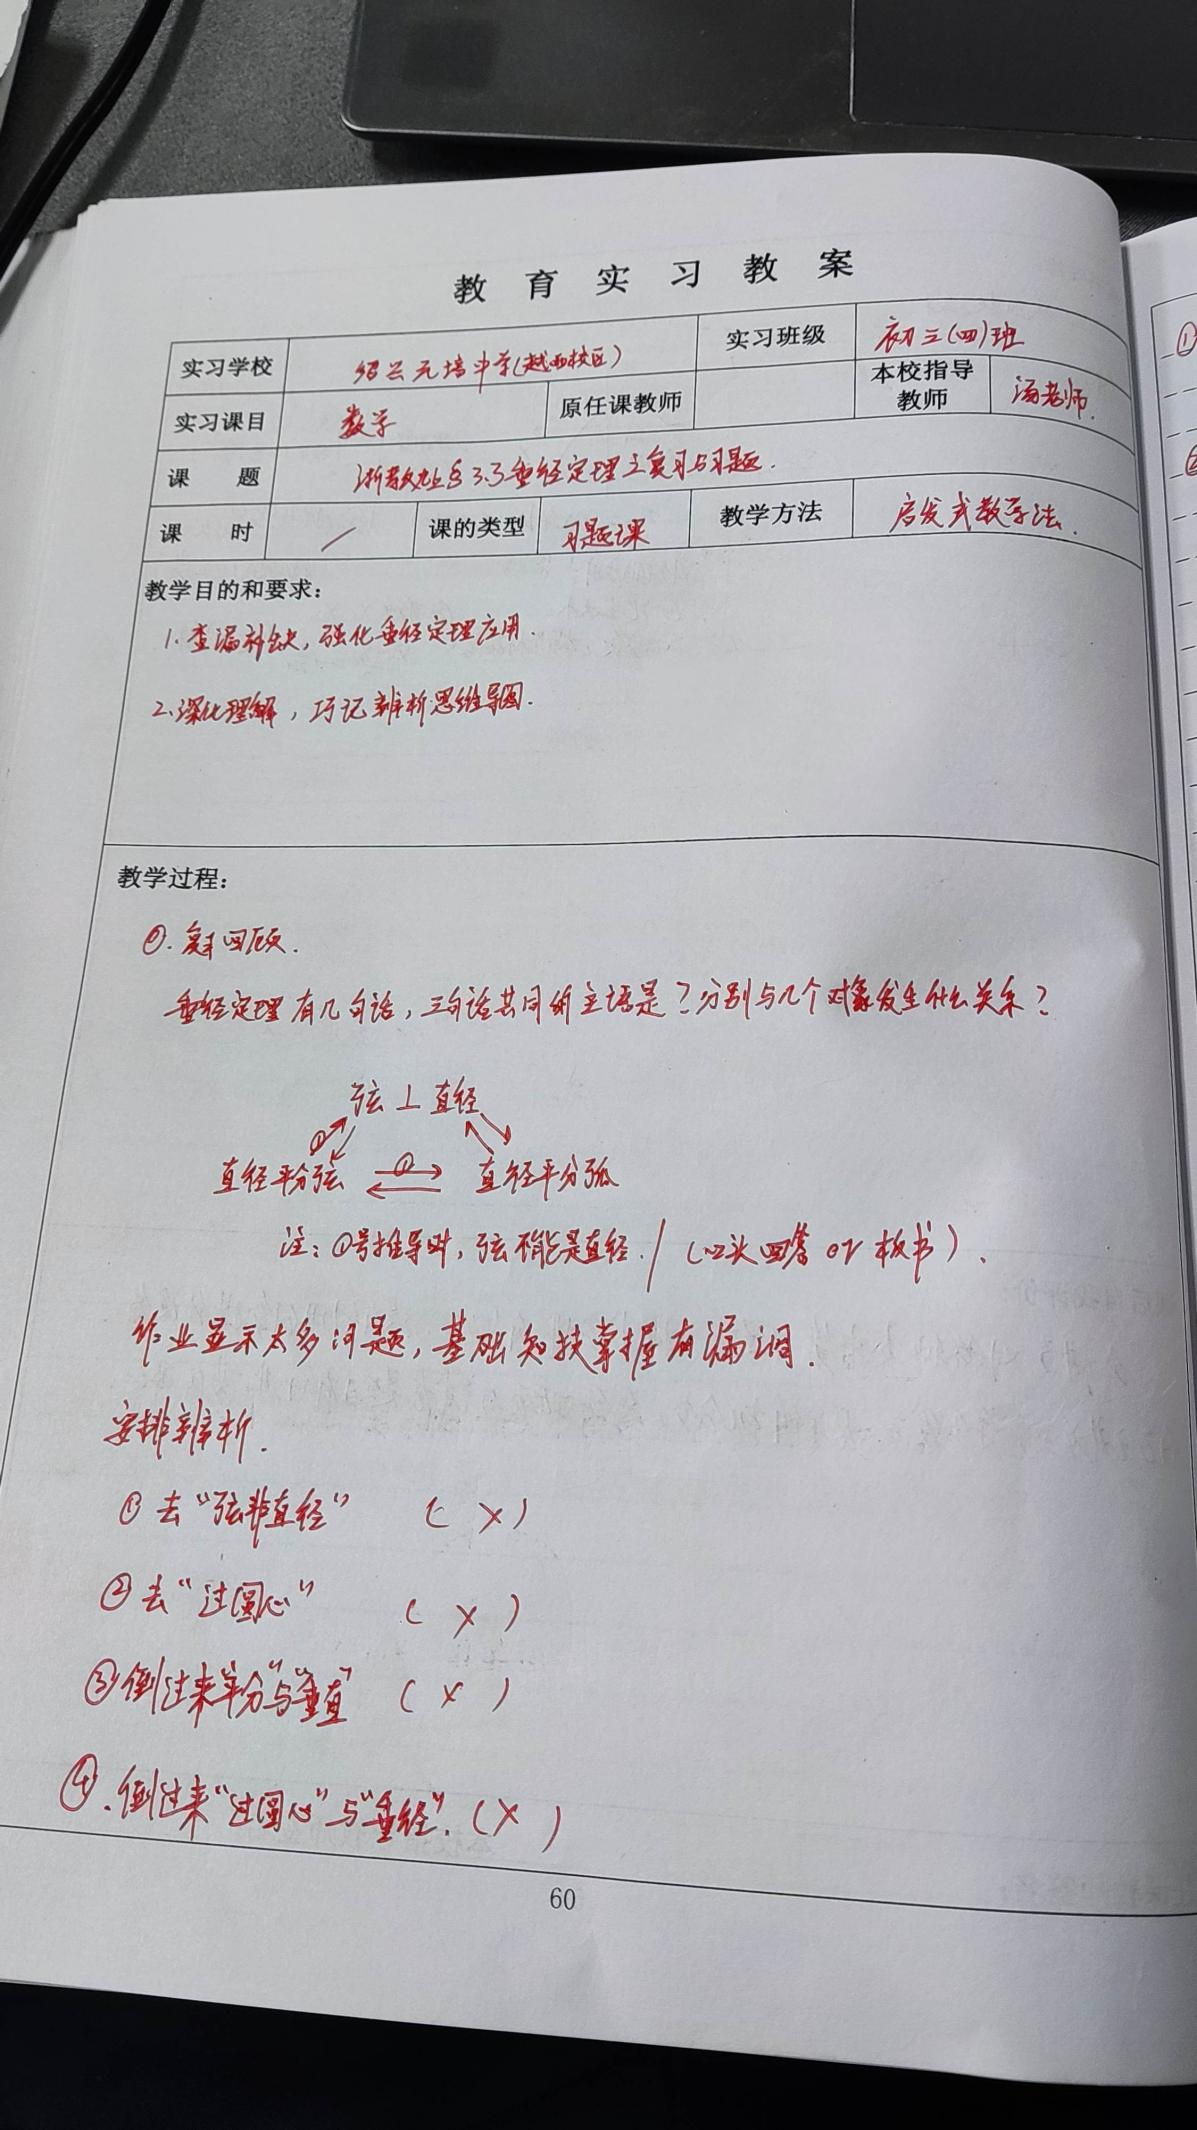 教育实习教案
实习学校 绍兴元培中学(越西校区) 实习班级 初三(四)班
实习课目 数学 原任课教师 本校指导教师 汤老师.
课题 浙教九上§3.3垂径定理之复习与习题.
课时 / 课的类型 习题课 教学方法 启发式教学法.
教学目的和要求:
1.查漏补缺,强化垂径定理应用.
2.深化理解,巧记辨析思维导图.
教学过程:
回顾.
垂径定理有几句话,三句话共同的主语是?分别与几个对象发生什么关系?
弦⊥直径
①
直径平分弦 ① 直径平分弧
注:①号推导时,弦不能是直径./(口头回答or板书).
作业显示太多问题,基础知识掌握有漏洞.
安排辨析.
①去“弦非直径” (×)
②去“过圆心” (×)
③倒过来“平分”与“垂直” (×)
④.倒过来“过圆心”与“垂径”.(×)
60
①